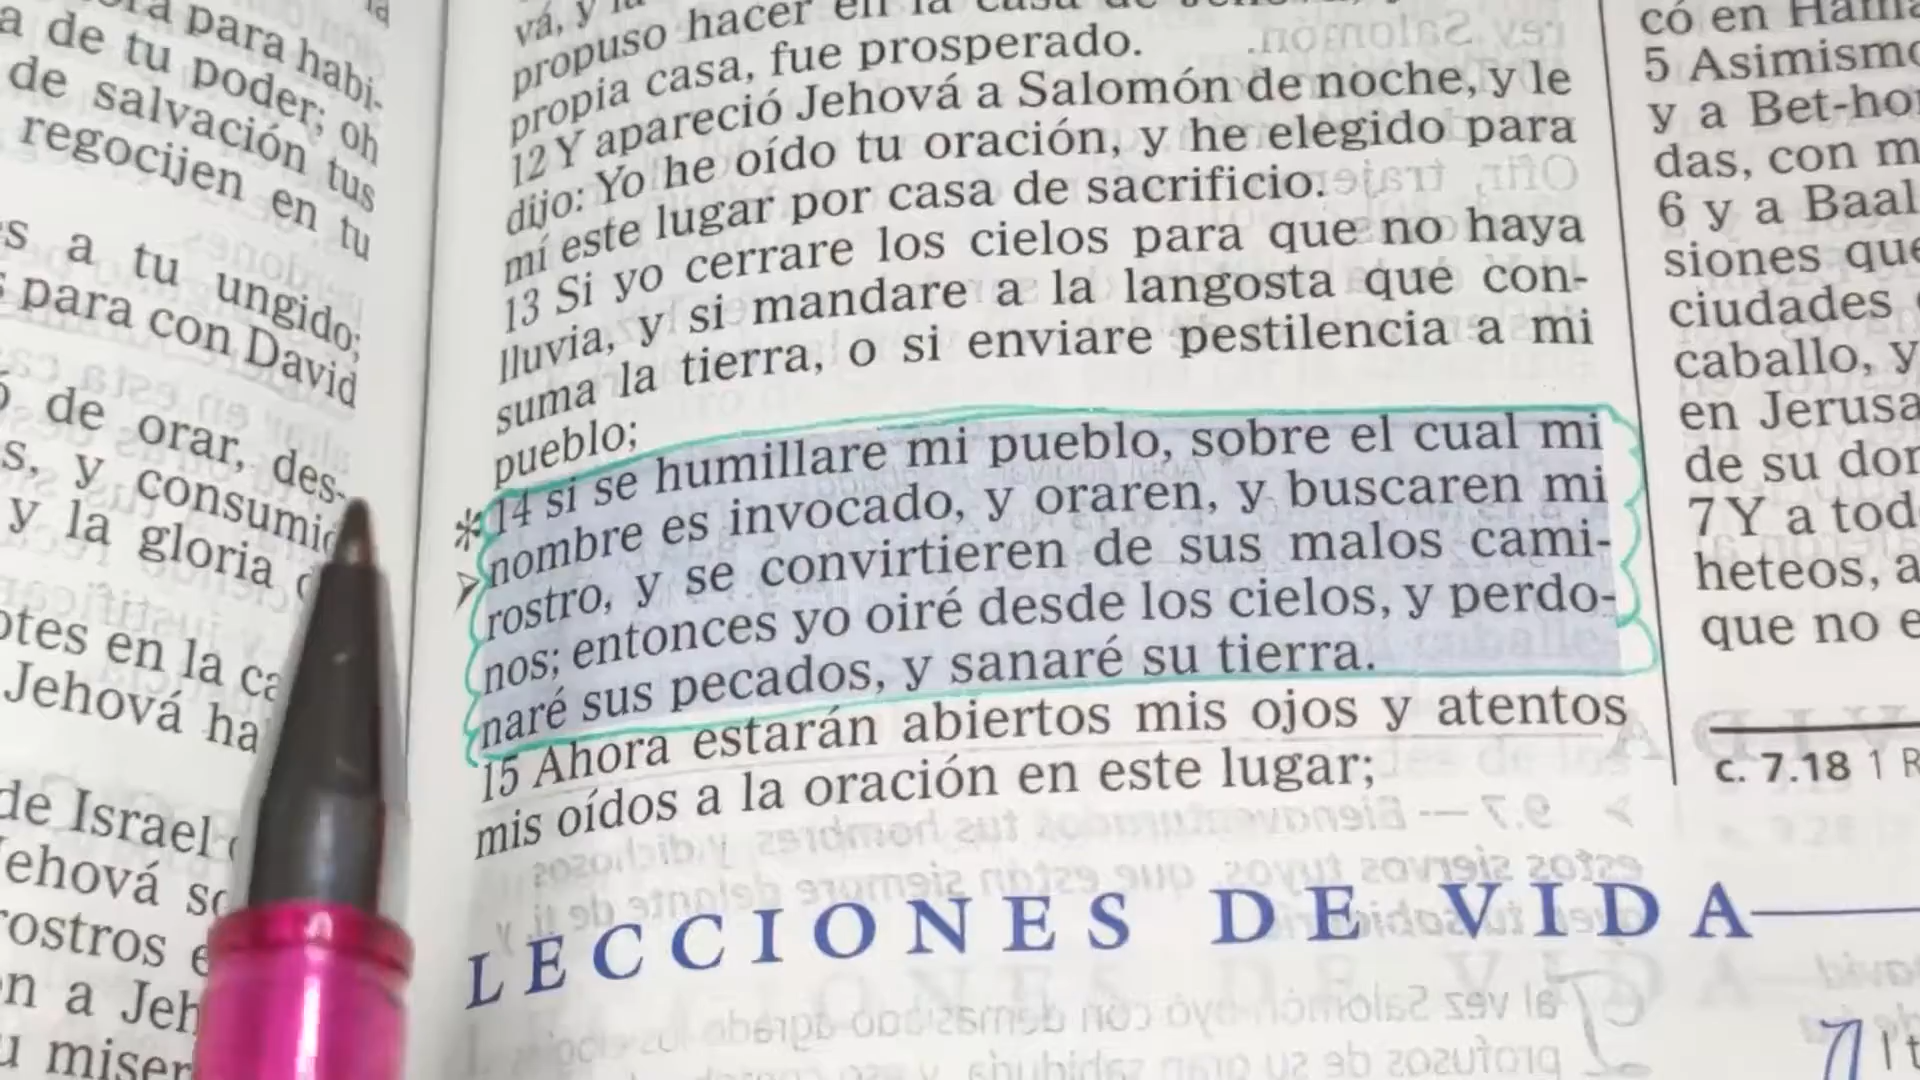 para habi-
a de tu poder; oh
de salvación tus
regocijen en tu
s a tu ungido;
para con David
de orar, des-
s, y consumi
y la gloria
otes en la ca
Jehová ha
de Israel
Jehová
rostros
n a Jeh
u miser
vá, y
propuso hacer en la casa de
propia casa, fue prosperado.
12 Y apareció Jehová a Salomón de noche, y le
dijo: Yo he oído tu oración, y he elegido para
mí este lugar por casa de sacrificio.
13 Si yo cerrare los cielos para que no haya
lluvia, y si mandare a la langosta que con-
suma la tierra, o si enviare pestilencia a mi
pueblo;
14 si se humillare mi pueblo, sobre el cual mi
nombre es invocado, y oraren, y buscaren mi
rostro, y se convirtieren de sus malos cami-
nos; entonces yo oiré desde los cielos, y perdo-
naré sus pecados, y sanaré su tierra.
15 Ahora estarán abiertos mis ojos y atentos
mis oídos a la oración en este lugar;
LECCIONES DE VIDA
có en Hama
5 Asimismo
y a Bet-ho
das, con m
6 y a Baal
siones que
ciudades
caballo, y
en Jerusa
de su dom
7 Y a tod
heteos, a
que no e
c. 7.18 1 R